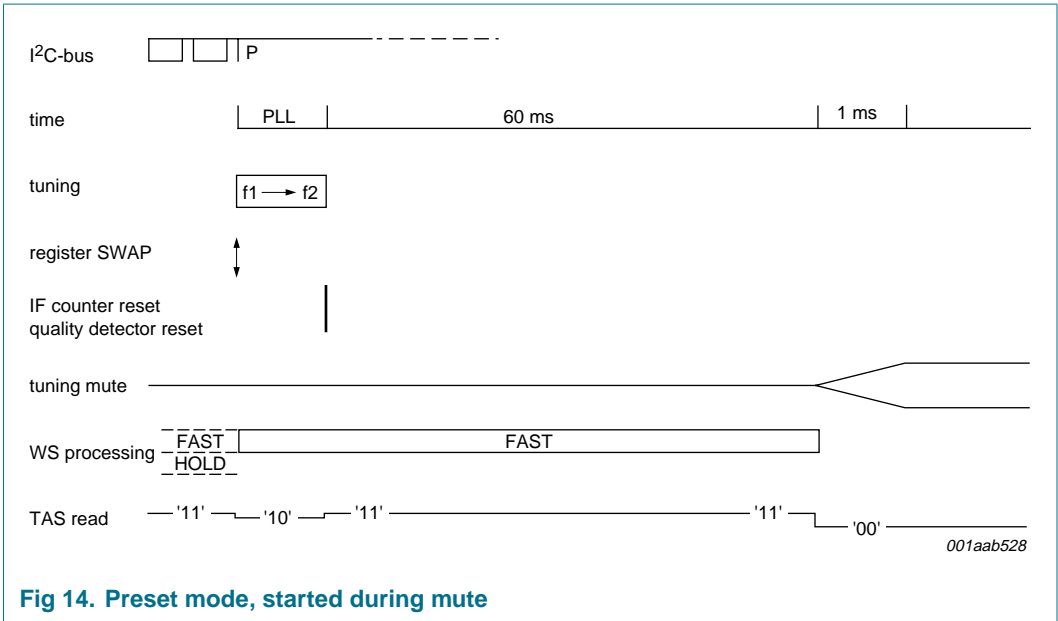 I2C-bus P
time PLL 60 ms 1 ms
tuning f1 f2
register SWAP
IF counter reset
quality detector reset
tuning mute
WS processing FAST FAST
HOLD
TAS read '11' '10' '11' '11' '00'
001aab528
Fig 14. Preset mode, started during mute